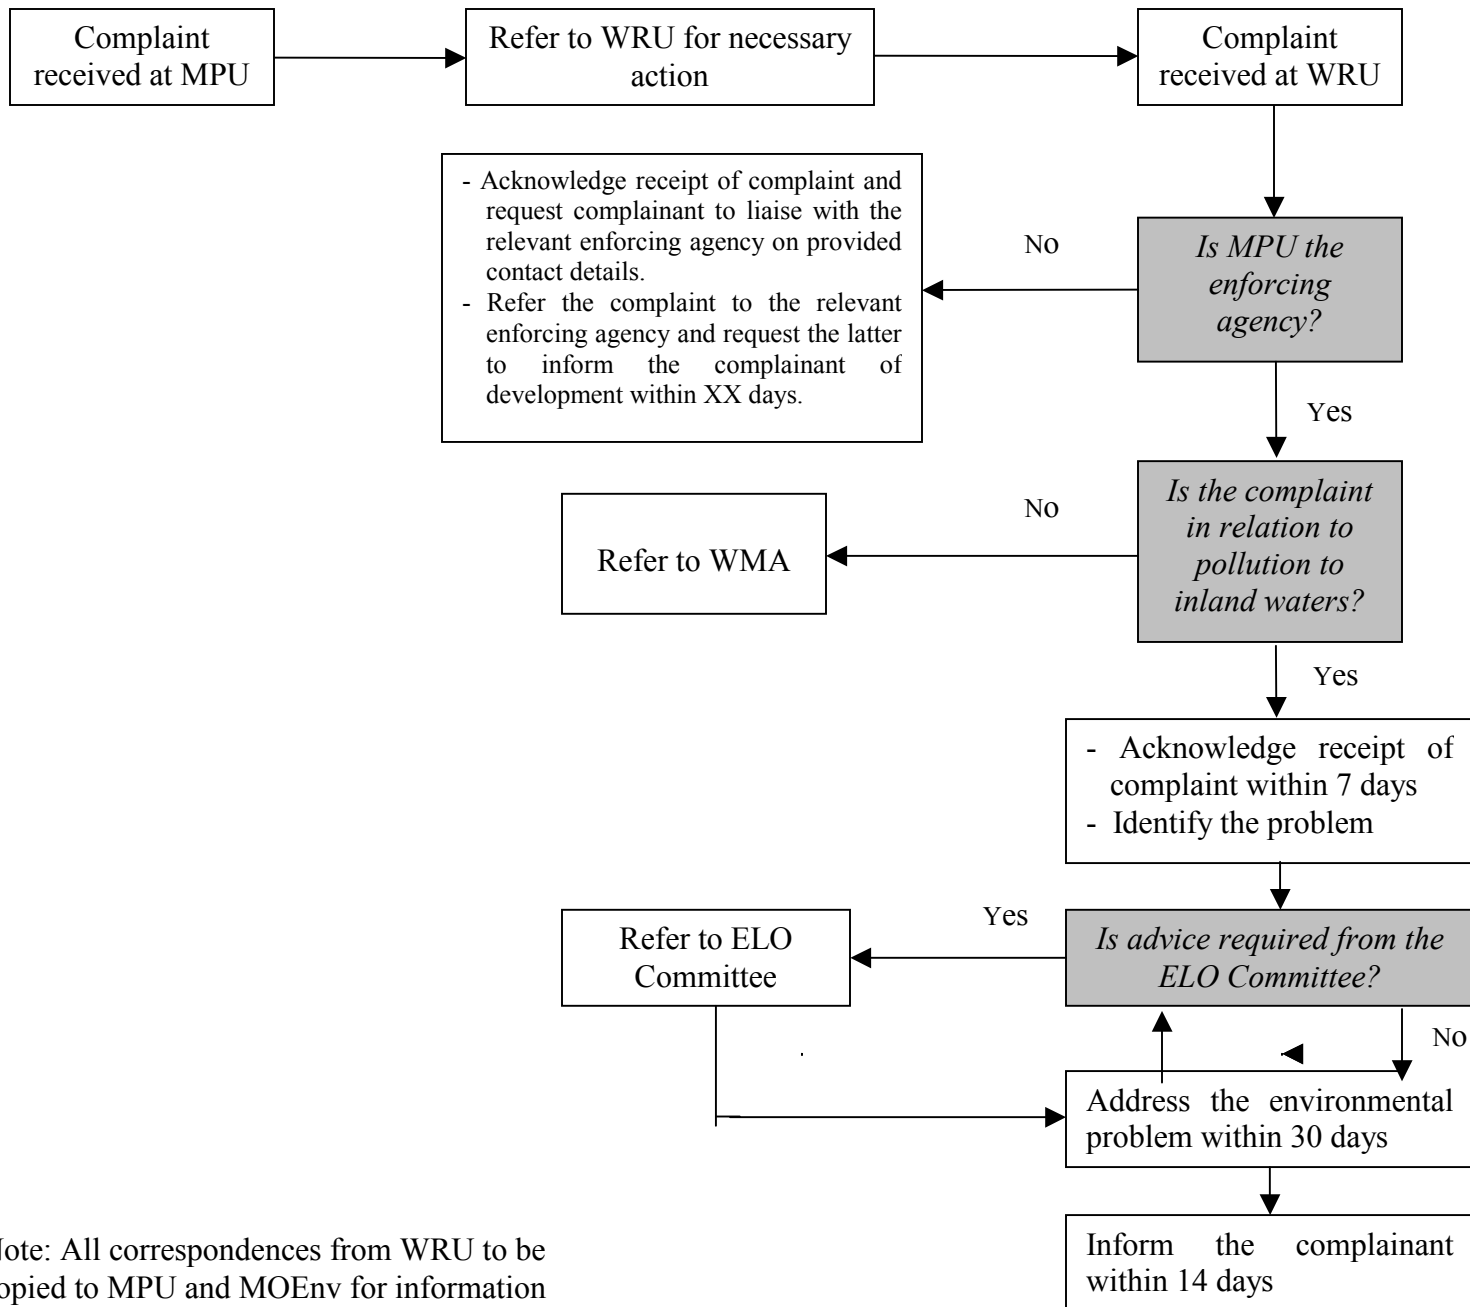 Complaint
received at MPU
Refer to WRU for necessary
action
Complaint
received at WRU
- Acknowledge receipt of complaint and
request complainant to liaise with the
relevant enforcing agency on provided
contact details.
- Refer the complaint to the relevant
enforcing agency and request the latter
to inform the complainant of
development within XX days.
No
Is MPU the
enforcing
agency?
Yes
Refer to WMA
No
Is the complaint
in relation to
pollution to
inland waters?
Yes
- Acknowledge receipt of
complaint within 7 days
- Identify the problem
Refer to ELO
Committee
Yes
Is advice required from the
ELO Committee?
No
Address the environmental
problem within 30 days
Inform the complainant
within 14 days
Note: All correspondences from WRU to be
copied to MPU and MOEnv for information